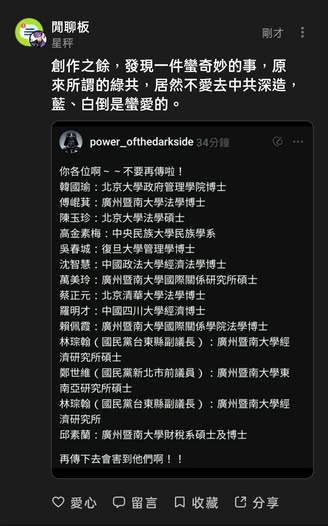 閒聊板
星秤
剛才
創作之餘，發現一件蠻奇妙的事，原
來所謂的綠共，居然不愛去中共深造，
藍、白倒是蠻愛的。
power_ofthedarkside 34分鐘
你各位啊～～不要再傳啦！
韓國瑜：北京大學政府管理學院博士
傅崐萁：廣州暨南大學法學博士
陳玉珍：北京大學法學碩士
高金素梅：中央民族大學民族學系
吳春城：復旦大學管理學博士
沈智慧：中國政法大學經濟法學博士
萬美玲：廣州暨南大學國際關係研究所碩士
蔡正元：北京清華大學法學博士
羅明才：中國四川大學經濟博士
賴佩霞：廣州暨南大學國際關係學院法學博士
林琮翰（國民黨台東縣副議長）：廣州暨南大學經
濟研究所碩士
鄭世維（國民黨新北市前議員）：廣州暨南大學東
南亞研究所碩士
林琮翰（國民黨台東縣副議長）：廣州暨南大學經
濟研究所
邱素蘭：廣州暨南大學財稅系碩士及博士
再傳下去會害到他們啊！！
愛心
留言
收藏
分享